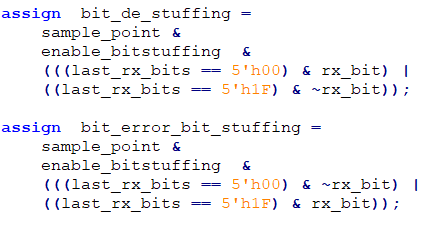 assign  bit_de_stuffing =
sample_point &
enable_bitstuffing  &
(((last_rx_bits == 5'h00) & rx_bit) |
((last_rx_bits == 5'h1F) & ~rx_bit));
assign  bit_error_bit_stuffing =
sample_point &
enable_bitstuffing  &
(((last_rx_bits == 5'h00) & ~rx_bit) |
((last_rx_bits == 5'h1F) & rx_bit));